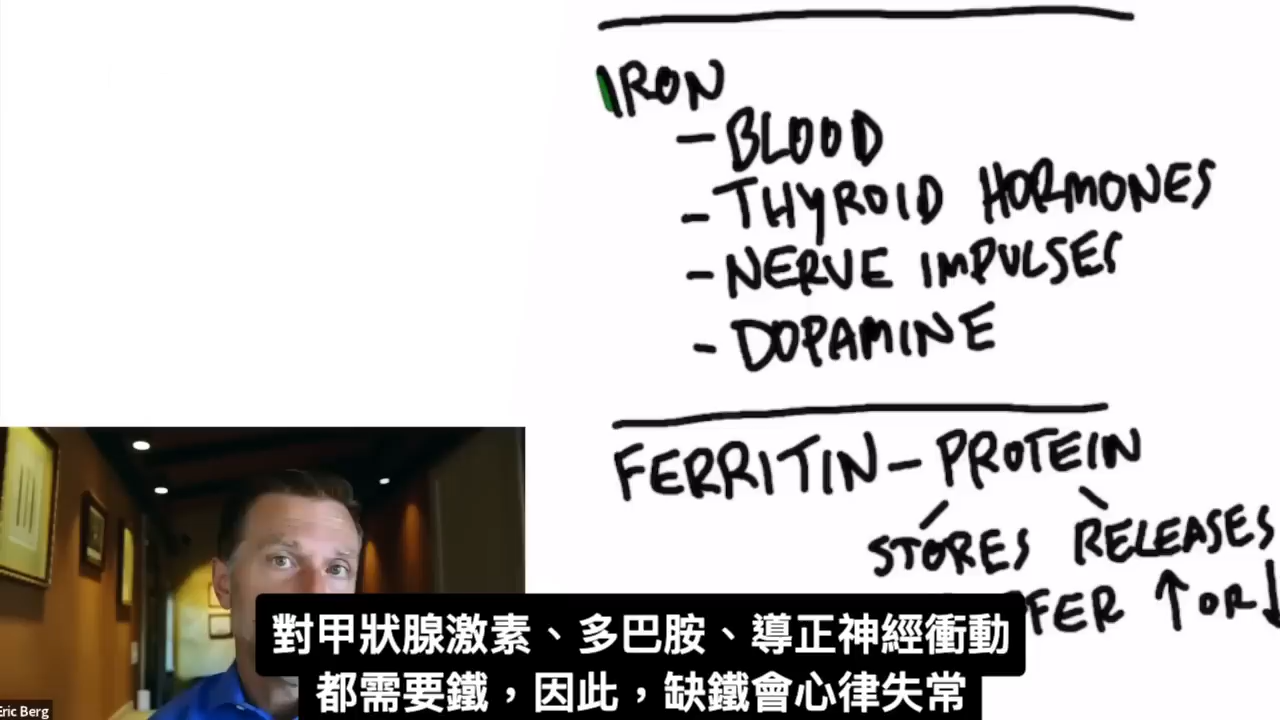 IRON
- BLOOD
- THYROID HORMONES
- NERVE IMPULSES
- DOPAMINE
FERRITIN - PROTEIN
STORES RELEASES
FER ↑ OR ↓
對甲狀腺激素、多巴胺、導正神經衝動
都需要鐵，因此，缺鐵會心律失常
Eric Berg